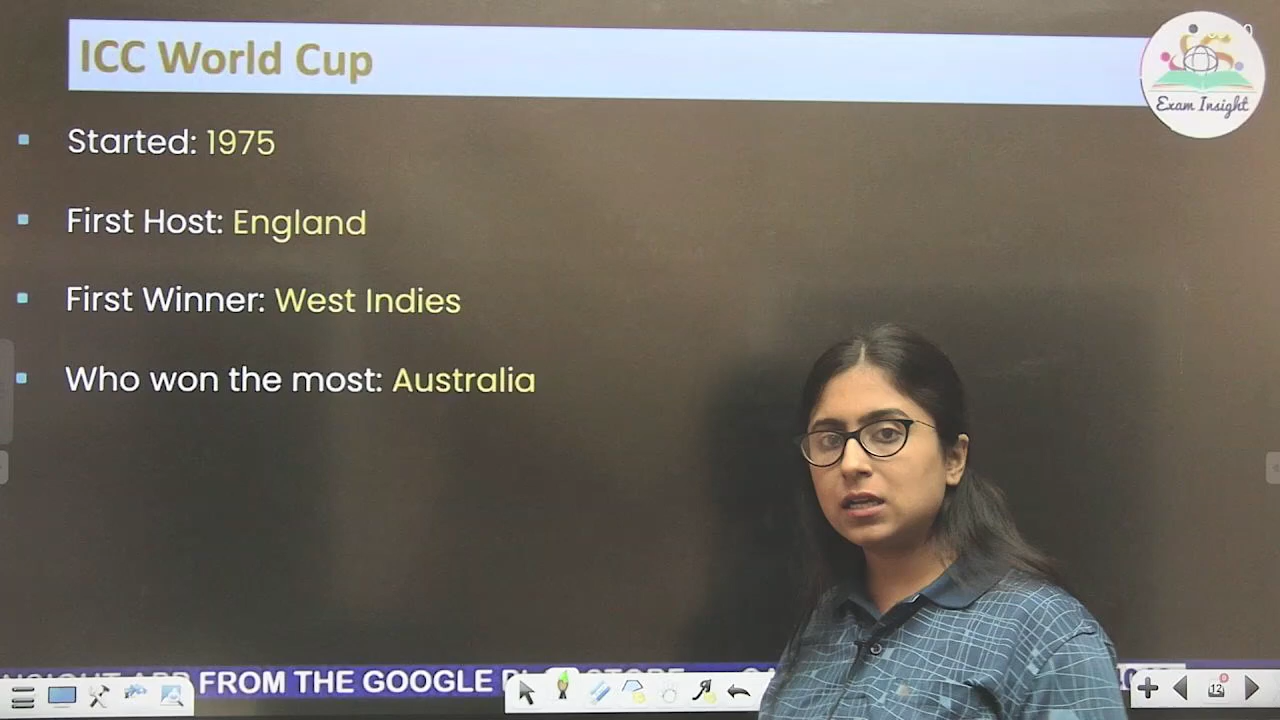 ICC World Cup
Exam Insight
Started: 1975
First Host: England
First Winner: West Indies
Who won the most: Australia
FROM THE GOOGLE
12